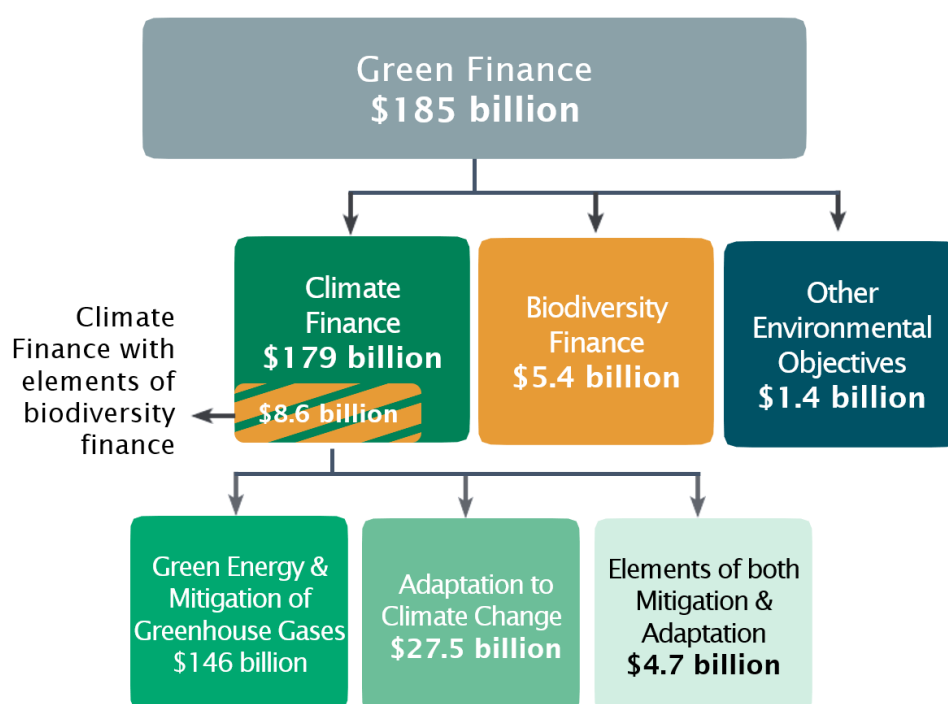 Green Finance
$185 billion
Climate
Finance
$179 billion
$8.6 billion
Climate
Finance with
elements of
biodiversity
finance
Biodiversity
Finance
$5.4 billion
Other
Environmental
Objectives
$1.4 billion
Green Energy &
Mitigation of
Greenhouse Gases
$146 billion
Adaptation to
Climate Change
$27.5 billion
Elements of both
Mitigation &
Adaptation
$4.7 billion